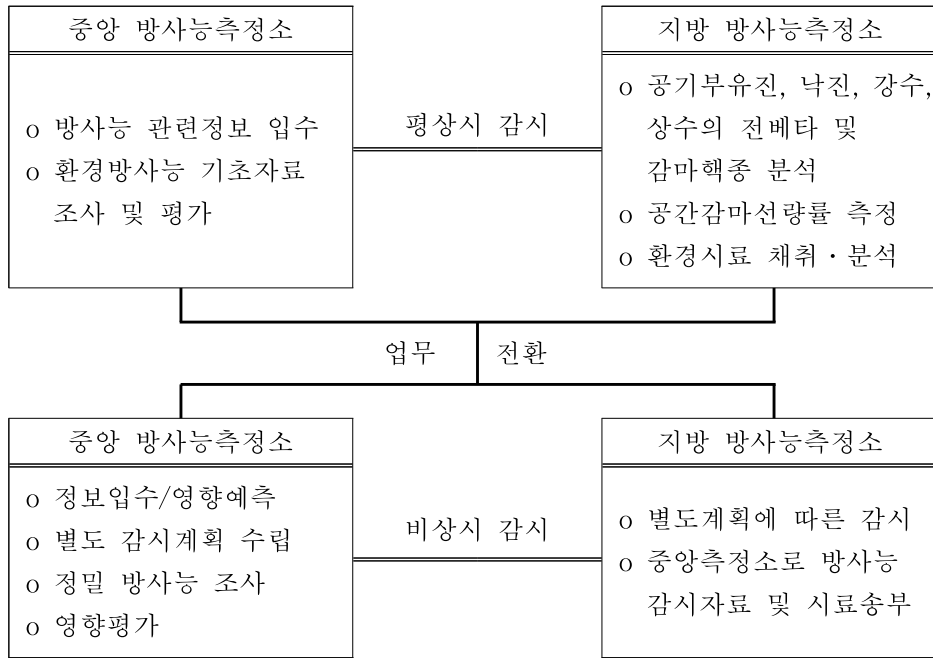 중앙 방사능측정소
o 방사능 관련정보 입수
o 환경방사능 기초자료
조사 및 평가
평상시 감시
지방 방사능측정소
o 공기부유진, 낙진, 강수,
상수의 전베타 및
감마핵종 분석
o 공간감마선량률 측정
o 환경시료 채취·분석
업무 전환
중앙 방사능측정소
o 정보입수/영향예측
o 별도 감시계획 수립
o 정밀 방사능 조사
o 영향평가
비상시 감시
지방 방사능측정소
o 별도계획에 따른 감시
o 중앙측정소로 방사능
감시자료 및 시료송부